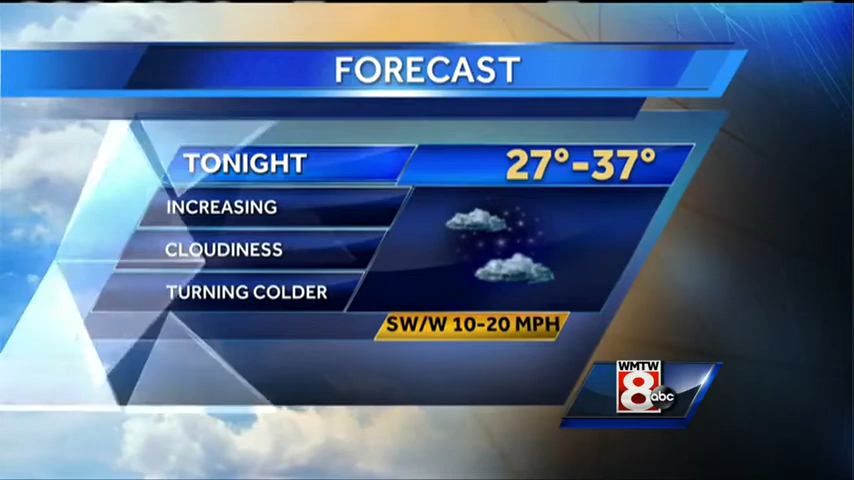 FORECAST
TONIGHT 27°-37°
INCREASING
CLOUDINESS
TURNING COLDER
SW/W 10-20 MPH
WMTW
8 abc